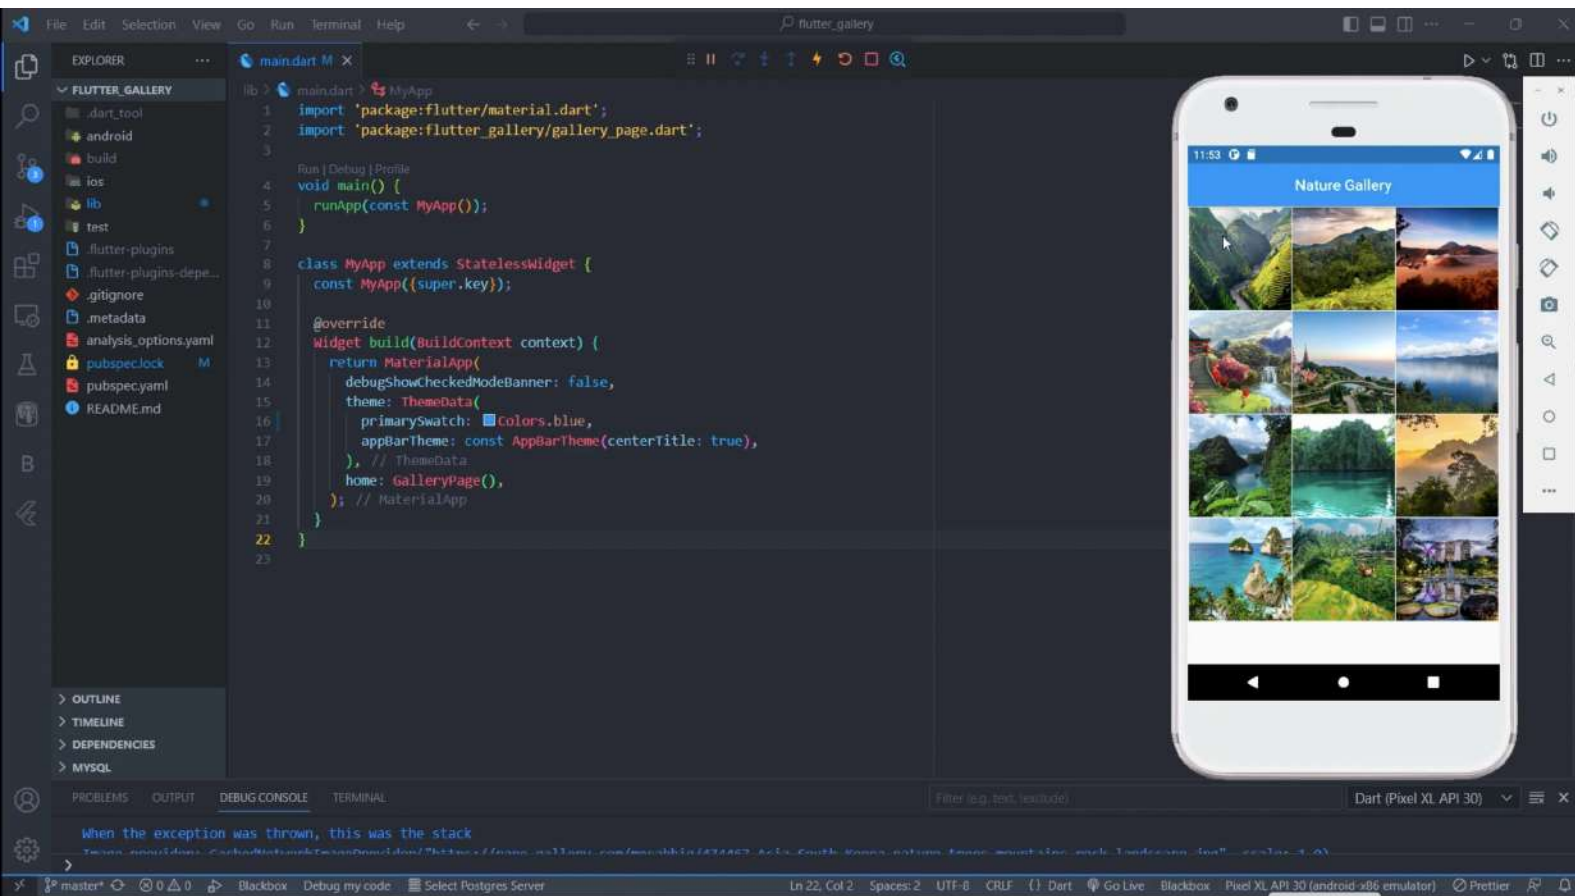 File Edit Selection View Go Run Terminal Help flutter_gallery
EXPLORER
main.dart M
FLUTTER_GALLERY
.dart_tool
android
build
ios
lib
test
.flutter-plugins
.flutter-plugins-depe...
.gitignore
.metadata
analysis_options.yaml
pubspec.lock M
pubspec.yaml
README.md
OUTLINE
TIMELINE
DEPENDENCIES
MYSQL
lib > main.dart > MyApp
1 import 'package:flutter/material.dart';
2 import 'package:flutter_gallery/gallery_page.dart';
3
Run | Debug | Profile
4 void main() {
5 runApp(const MyApp());
6 }
7
8 class MyApp extends StatelessWidget {
9 const MyApp({super.key});
10
11 @override
12 Widget build(BuildContext context) {
13 return MaterialApp(
14 debugShowCheckedModeBanner: false,
15 theme: ThemeData(
16 primarySwatch: Colors.blue,
17 appBarTheme: const AppBarTheme(centerTitle: true),
18 ), // ThemeData
19 home: GalleryPage(),
20 ); // MaterialApp
21 }
22 }
23
11:53
Nature Gallery
PROBLEMS OUTPUT DEBUG CONSOLE TERMINAL
Filter (e.g. text, !exclude)
Dart (Pixel XL API 30)
When the exception was thrown, this was the stack
master* 0 0 Blackbox Debug my code Select Postgres Server
Ln 22, Col 2 Spaces: 2 UTF-8 CRLF {} Dart Go Live Blackbox Pixel XL API 30 (android-x86 emulator) Prettier